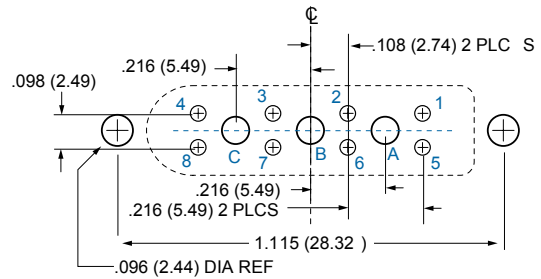 ℄
.108 (2.74) 2 PLC S
.216 (5.49)
.098 (2.49)
4 3 2 1
C B A
8 7 6 5
.216 (5.49)
.216 (5.49) 2 PLCS
1.115 (28.32 )
.096 (2.44) DIA REF